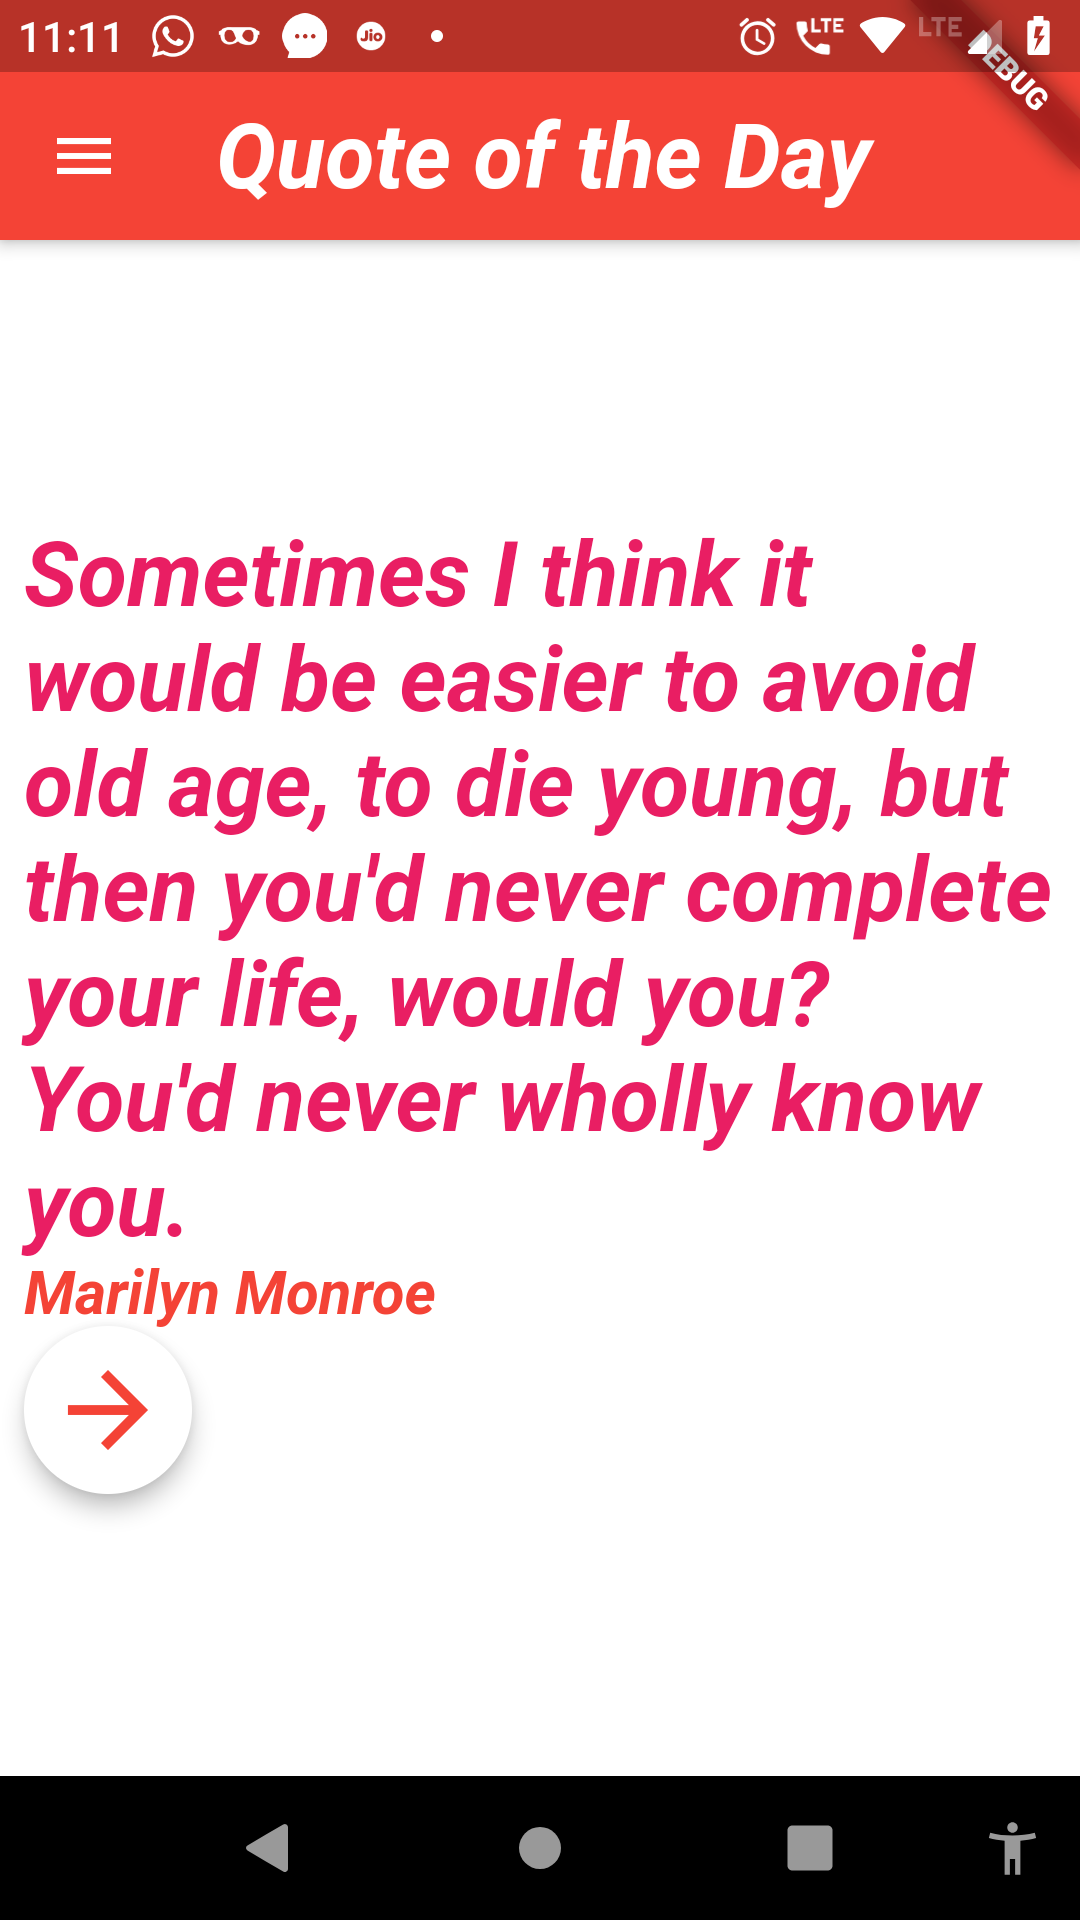 11:11
Jio
LTE
LTE
DEBUG
Quote of the Day
Sometimes I think it
would be easier to avoid
old age, to die young, but
then you'd never complete
your life, would you?
You'd never wholly know
you.
Marilyn Monroe